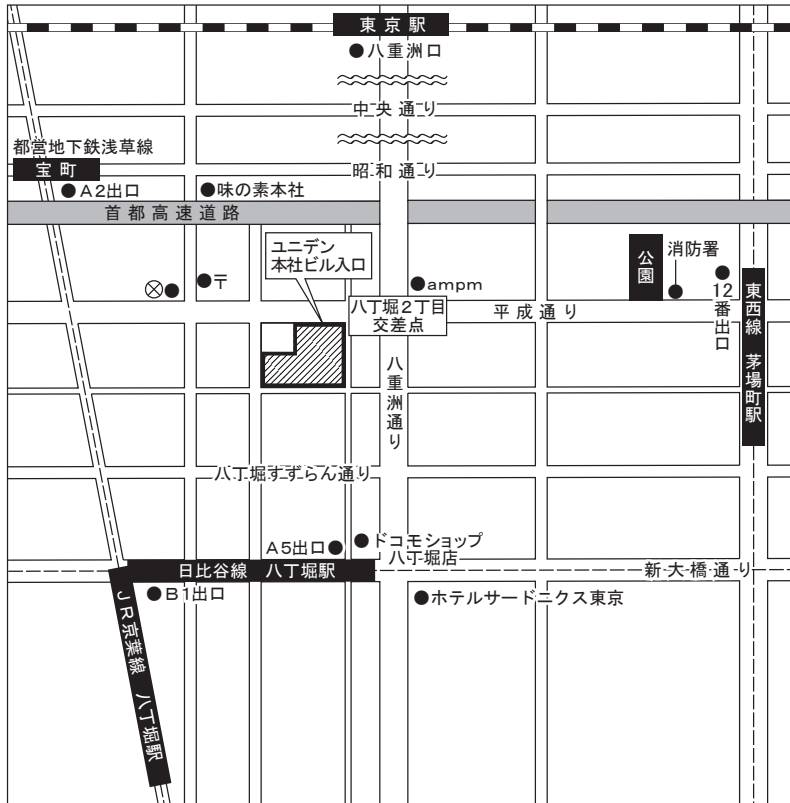 東京駅
八重洲口
中央通り
都営地下鉄浅草線
宝町
昭和通り
A2出口
味の素本社
首都高速道路
ユニデン
本社ビル入口
公園
消防署
〒
ampm
12番出口
八丁堀2丁目
交差点
平成通り
東西線 茅場町駅
八重洲通り
八丁堀すずらん通り
A5出口
ドコモショップ
八丁堀店
日比谷線 八丁堀駅
新大橋通り
B1出口
ホテルサードニクス東京
JR京葉線 八丁堀駅